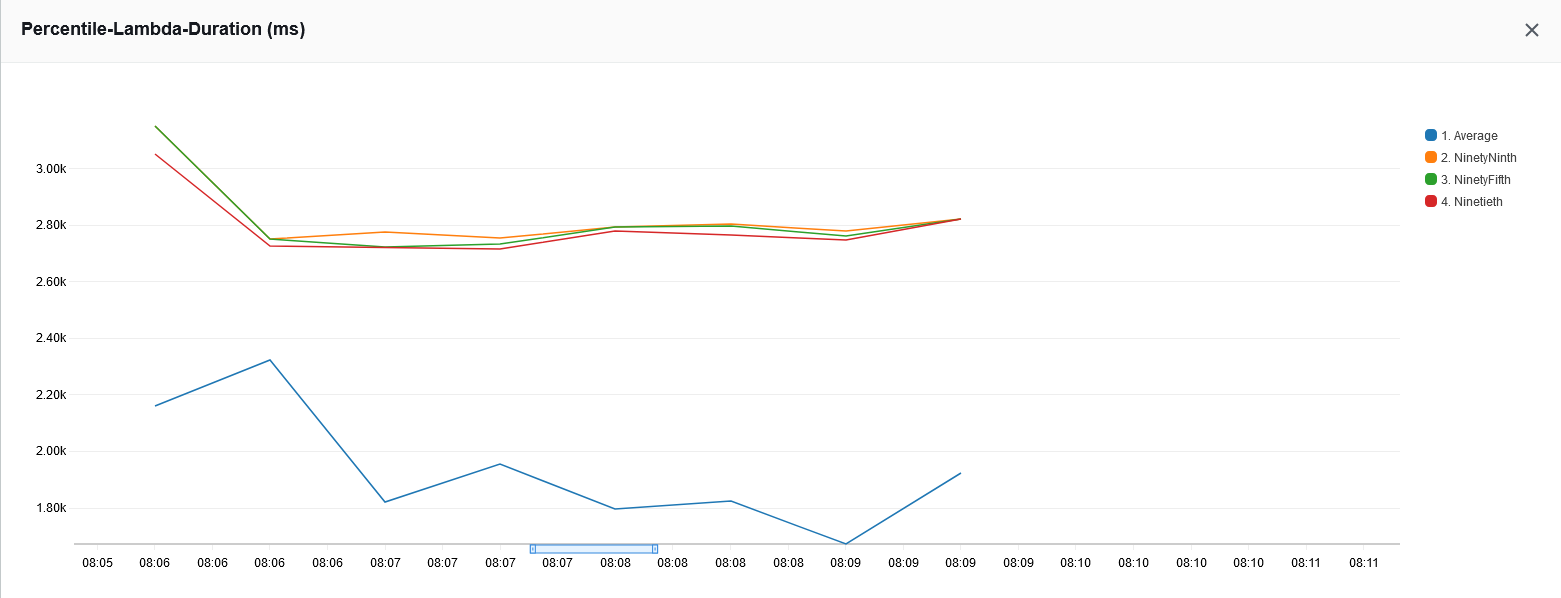 Percentile-Lambda-Duration (ms)
1. Average
2. NinetyNinth
3. NinetyFifth
4. Ninetieth
3.00k
2.80k
2.60k
2.40k
2.20k
2.00k
1.80k
08:05 08:06 08:06 08:06 08:06 08:07 08:07 08:07 08:07 08:08 08:08 08:08 08:08 08:09 08:09 08:09 08:09 08:10 08:10 08:10 08:10 08:11 08:11